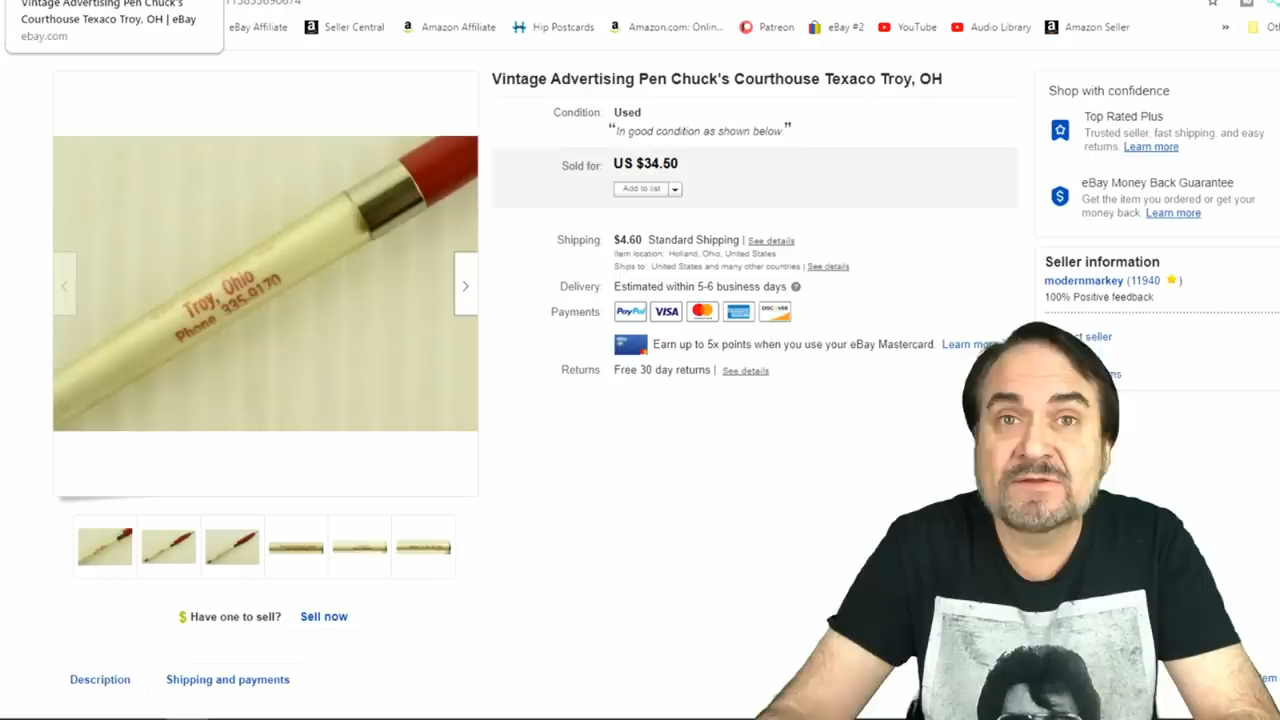 Vintage Advertising Pen Chuck's
Courthouse Texaco Troy, OH | eBay
ebay.com
eBay Affiliate
Seller Central
Amazon Affiliate
Hip Postcards
Amazon.com: Onlin...
Patreon
eBay #2
YouTube
Audio Library
Amazon Seller
»
Vintage Advertising Pen Chuck's Courthouse Texaco Troy, OH
Condition: Used
“In good condition as shown below.”
Sold for: US $34.50
Add to list
Shipping: $4.60 Standard Shipping | See details
Item location: Holland, Ohio, United States
Ships to: United States and many other countries | See details
Delivery: Estimated within 5-6 business days
Payments: PayPal VISA
Earn up to 5x points when you use your eBay Mastercard.
Returns: Free 30 day returns | See details
Troy, Ohio
Phone 335-9170
Shop with confidence
Top Rated Plus
Trusted seller, fast shipping, and easy
returns. Learn more
eBay Money Back Guarantee
Get the item you ordered or get your
money back. Learn more
Seller information
modernmarkey (11940 )
100% Positive feedback
seller
$ Have one to sell? Sell now
Description
Shipping and payments